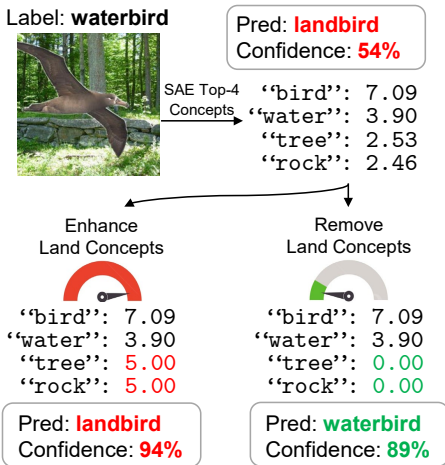 Label: waterbird
Pred: landbird
Confidence: 54%
SAE Top-4
Concepts
“bird”: 7.09
“water”: 3.90
“tree”: 2.53
“rock”: 2.46
Enhance
Land Concepts
“bird”: 7.09
“water”: 3.90
“tree”: 5.00
“rock”: 5.00
Pred: landbird
Confidence: 94%
Remove
Land Concepts
“bird”: 7.09
“water”: 3.90
“tree”: 0.00
“rock”: 0.00
Pred: waterbird
Confidence: 89%